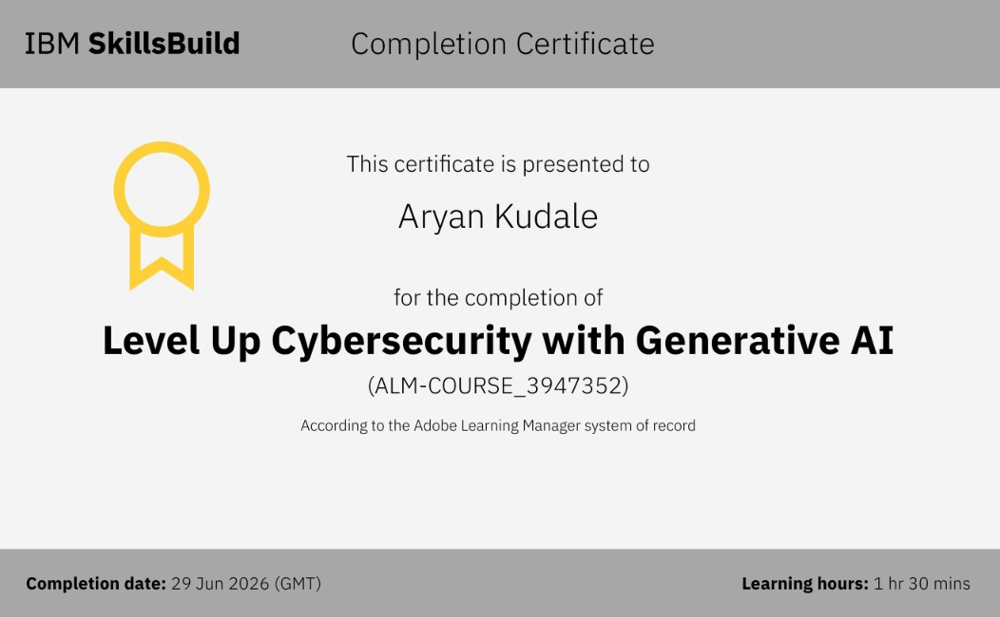 IBM SkillsBuild
Completion Certificate
This certificate is presented to
Aryan Kudale
for the completion of
Level Up Cybersecurity with Generative AI
(ALM-COURSE_3947352)
According to the Adobe Learning Manager system of record
Completion date: 29 Jun 2026 (GMT)
Learning hours: 1 hr 30 mins